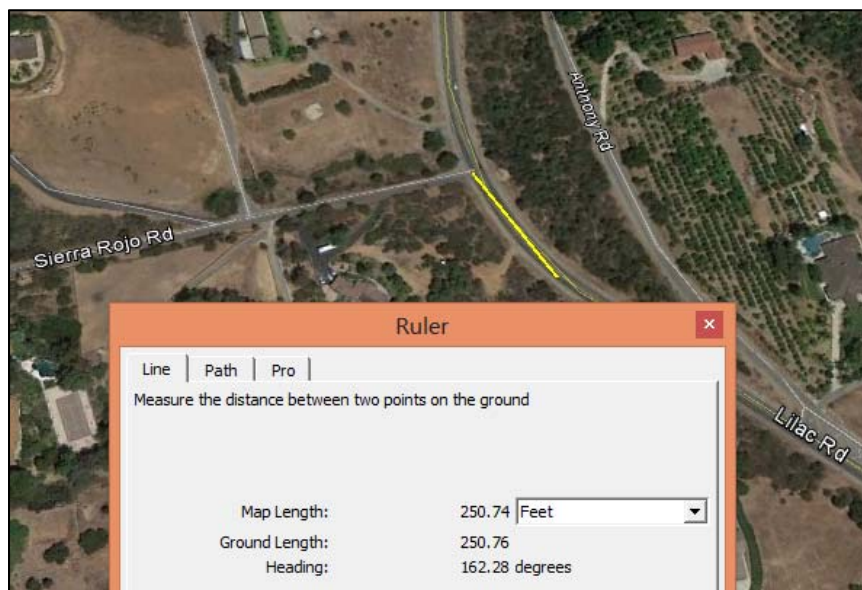 Anthony Rd
Sierra Rojo Rd
Lilac Rd
Ruler
Line Path Pro
Measure the distance between two points on the ground
Map Length: 250.74 Feet
Ground Length: 250.76
Heading: 162.28 degrees